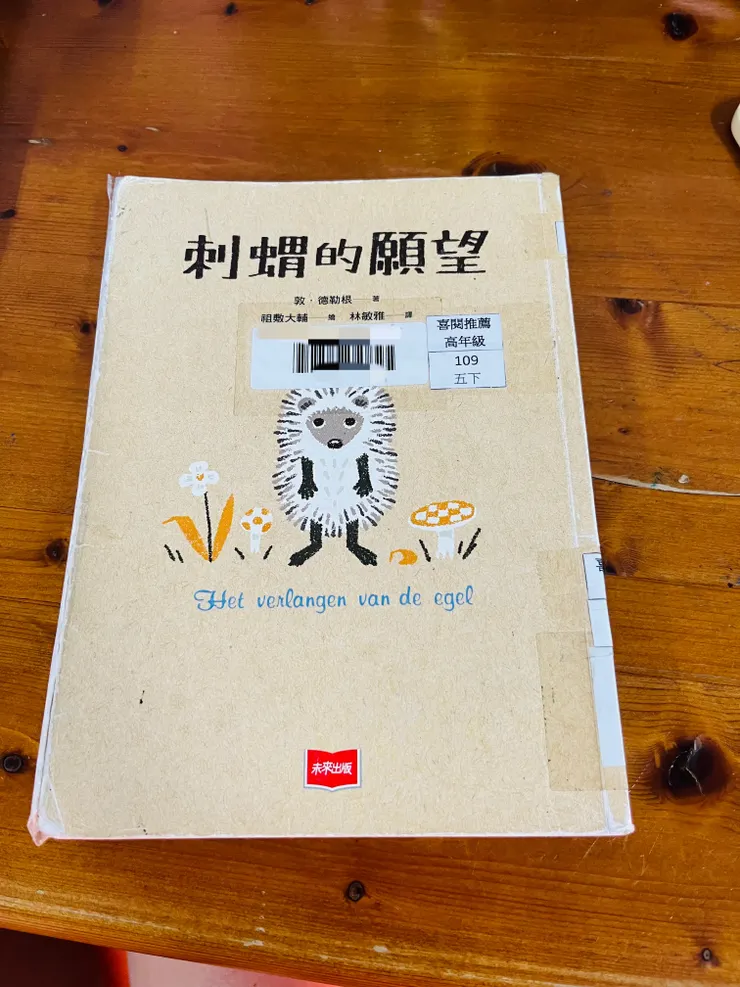 刺蝟的願望
敦·德勒根——著
祖敷大輔——繪 林敏雅——譯
喜閱推薦
高年級
109
五下
Het verlangen van de egel
未來出版